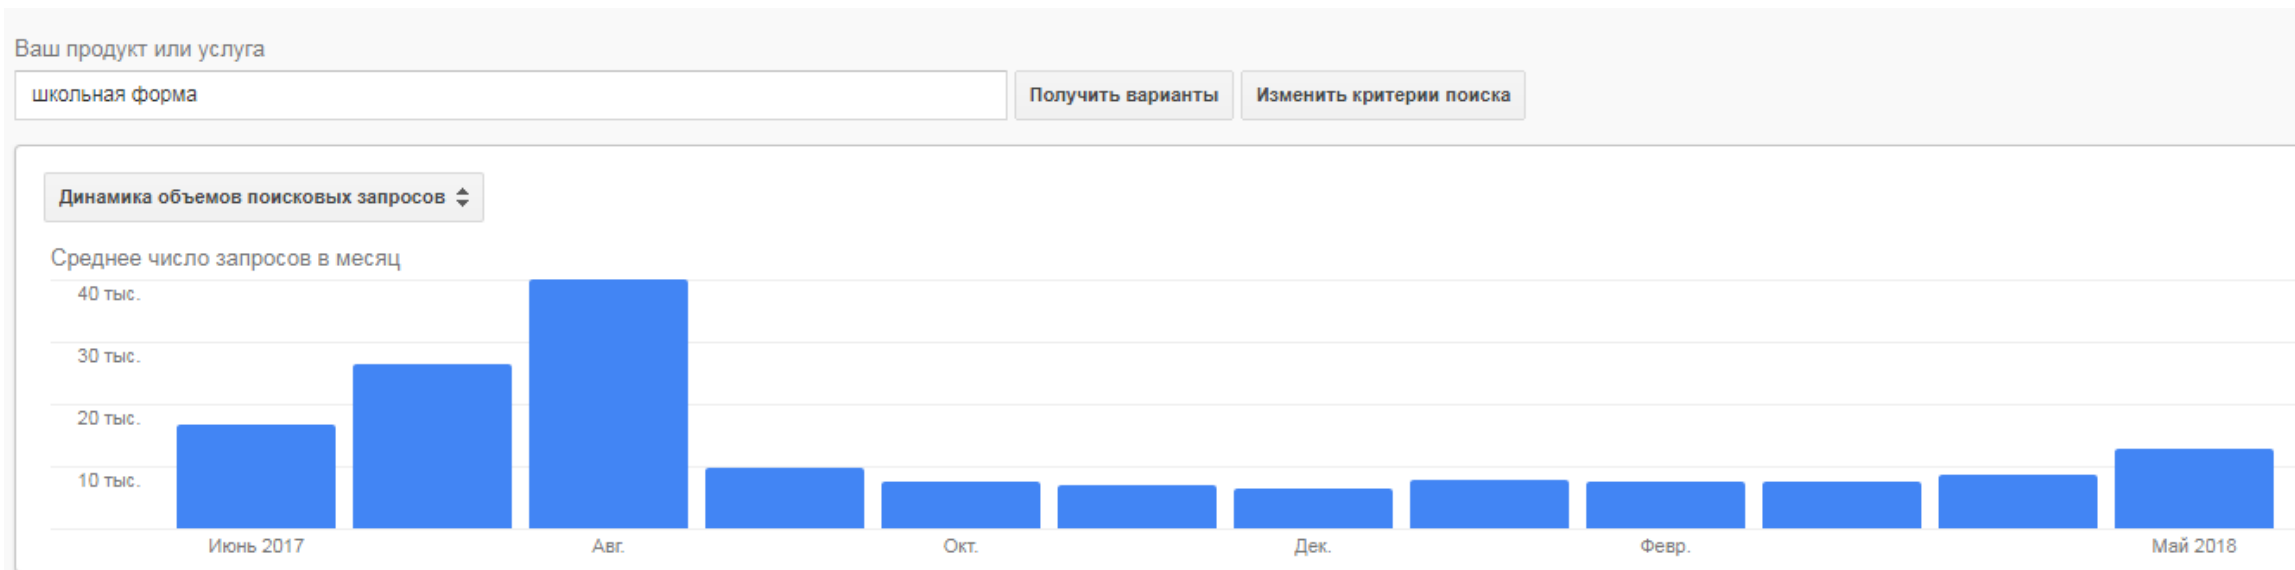 Ваш продукт или услуга
школьная форма
Получить варианты Изменить критерии поиска
Динамика объемов поисковых запросов
Среднее число запросов в месяц
40 тыс.
30 тыс.
20 тыс.
10 тыс.
Июнь 2017 Авг. Окт. Дек. Февр. Май 2018